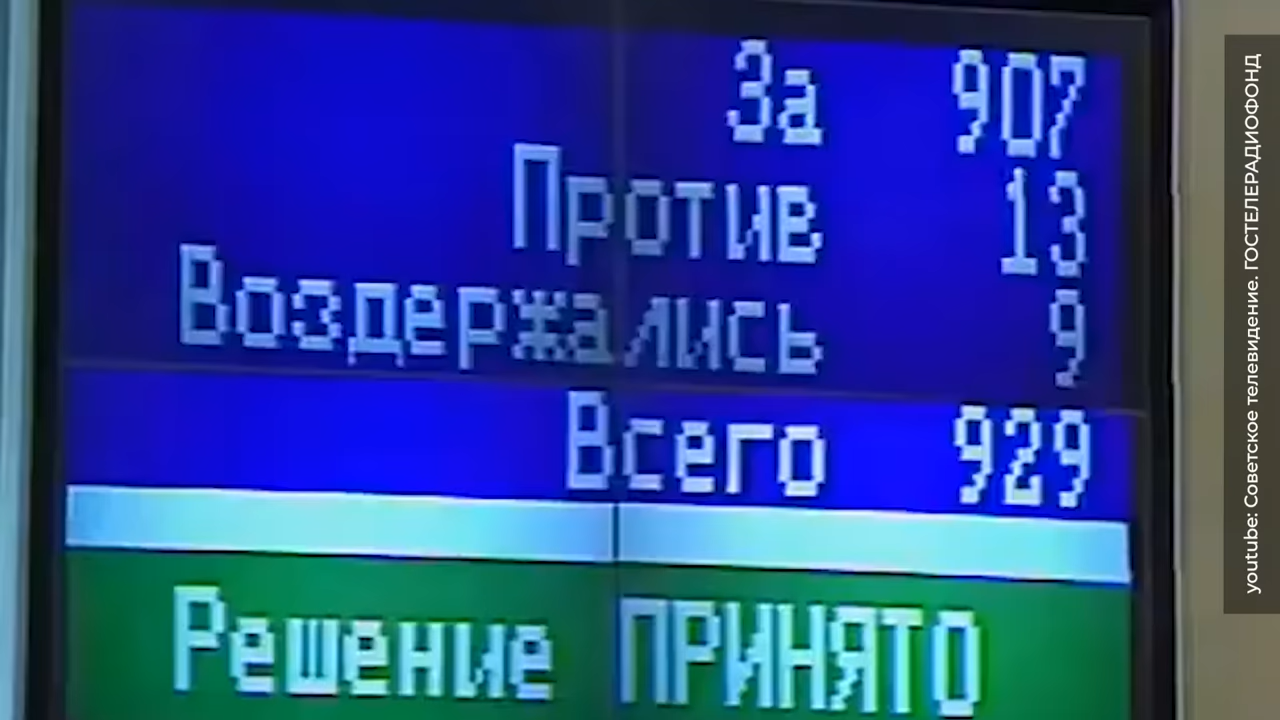 За 907
Против 13
Воздержались 9
Всего 929
Решение ПРИНЯТО
youtube: Советское телевидение. ГОСТЕЛЕРАДИОФОНД